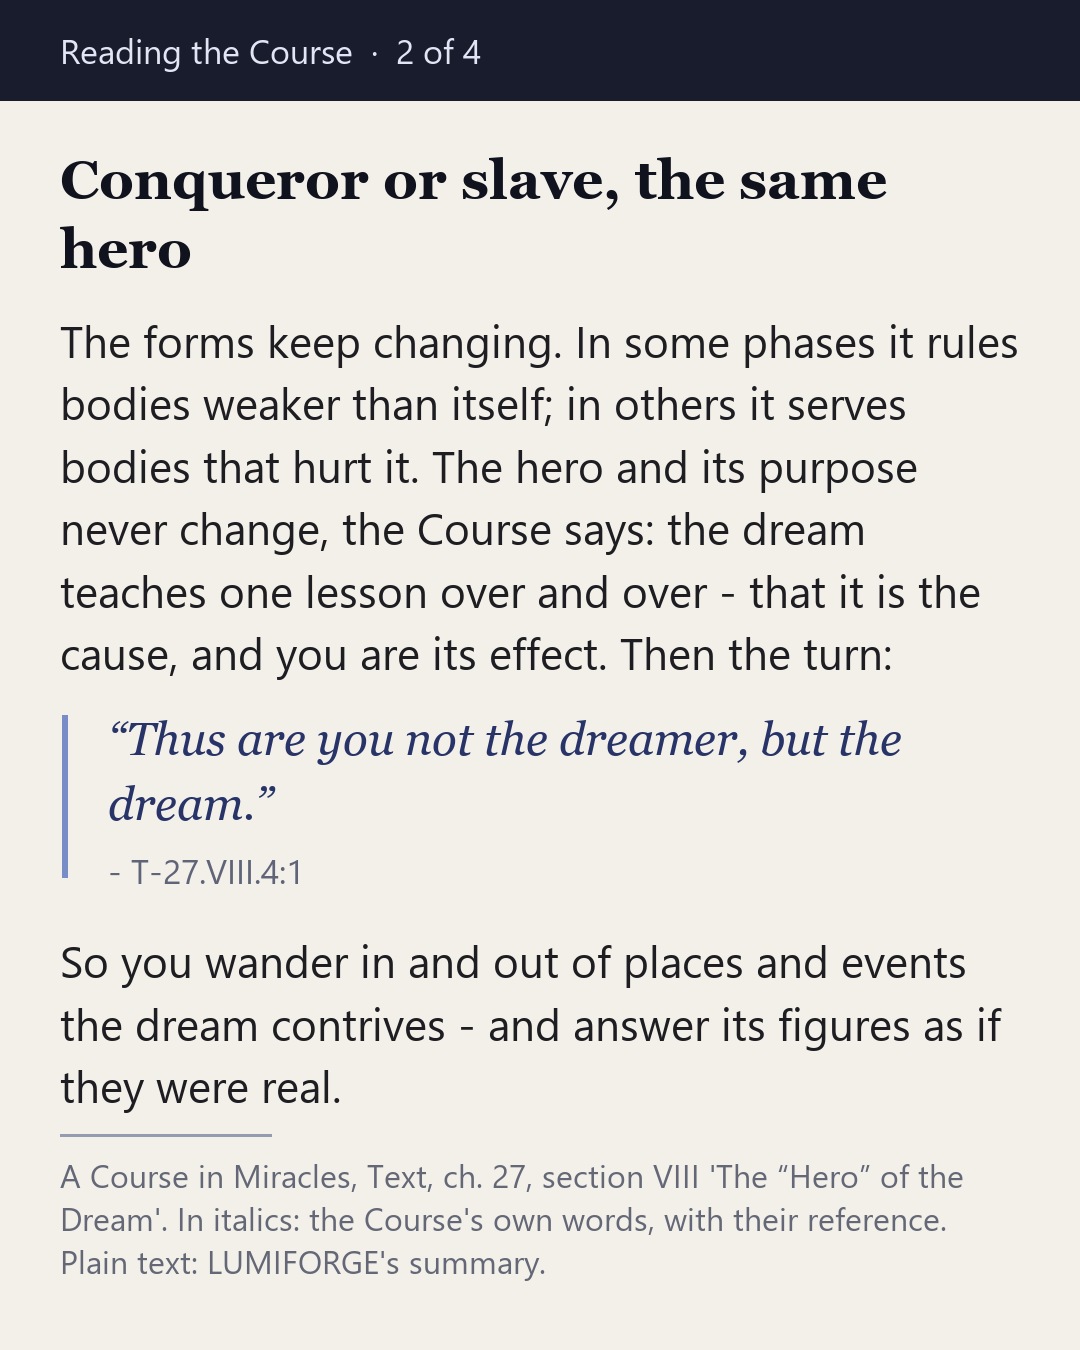 Reading the Course · 2 of 4
Conqueror or slave, the same
hero
The forms keep changing. In some phases it rules
bodies weaker than itself; in others it serves
bodies that hurt it. The hero and its purpose
never change, the Course says: the dream
teaches one lesson over and over - that it is the
cause, and you are its effect. Then the turn:
“Thus are you not the dreamer, but the
dream.”
- T-27.VIII.4:1
So you wander in and out of places and events
the dream contrives - and answer its figures as if
they were real.
A Course in Miracles, Text, ch. 27, section VIII 'The “Hero” of the
Dream'. In italics: the Course's own words, with their reference.
Plain text: LUMIFORGE's summary.